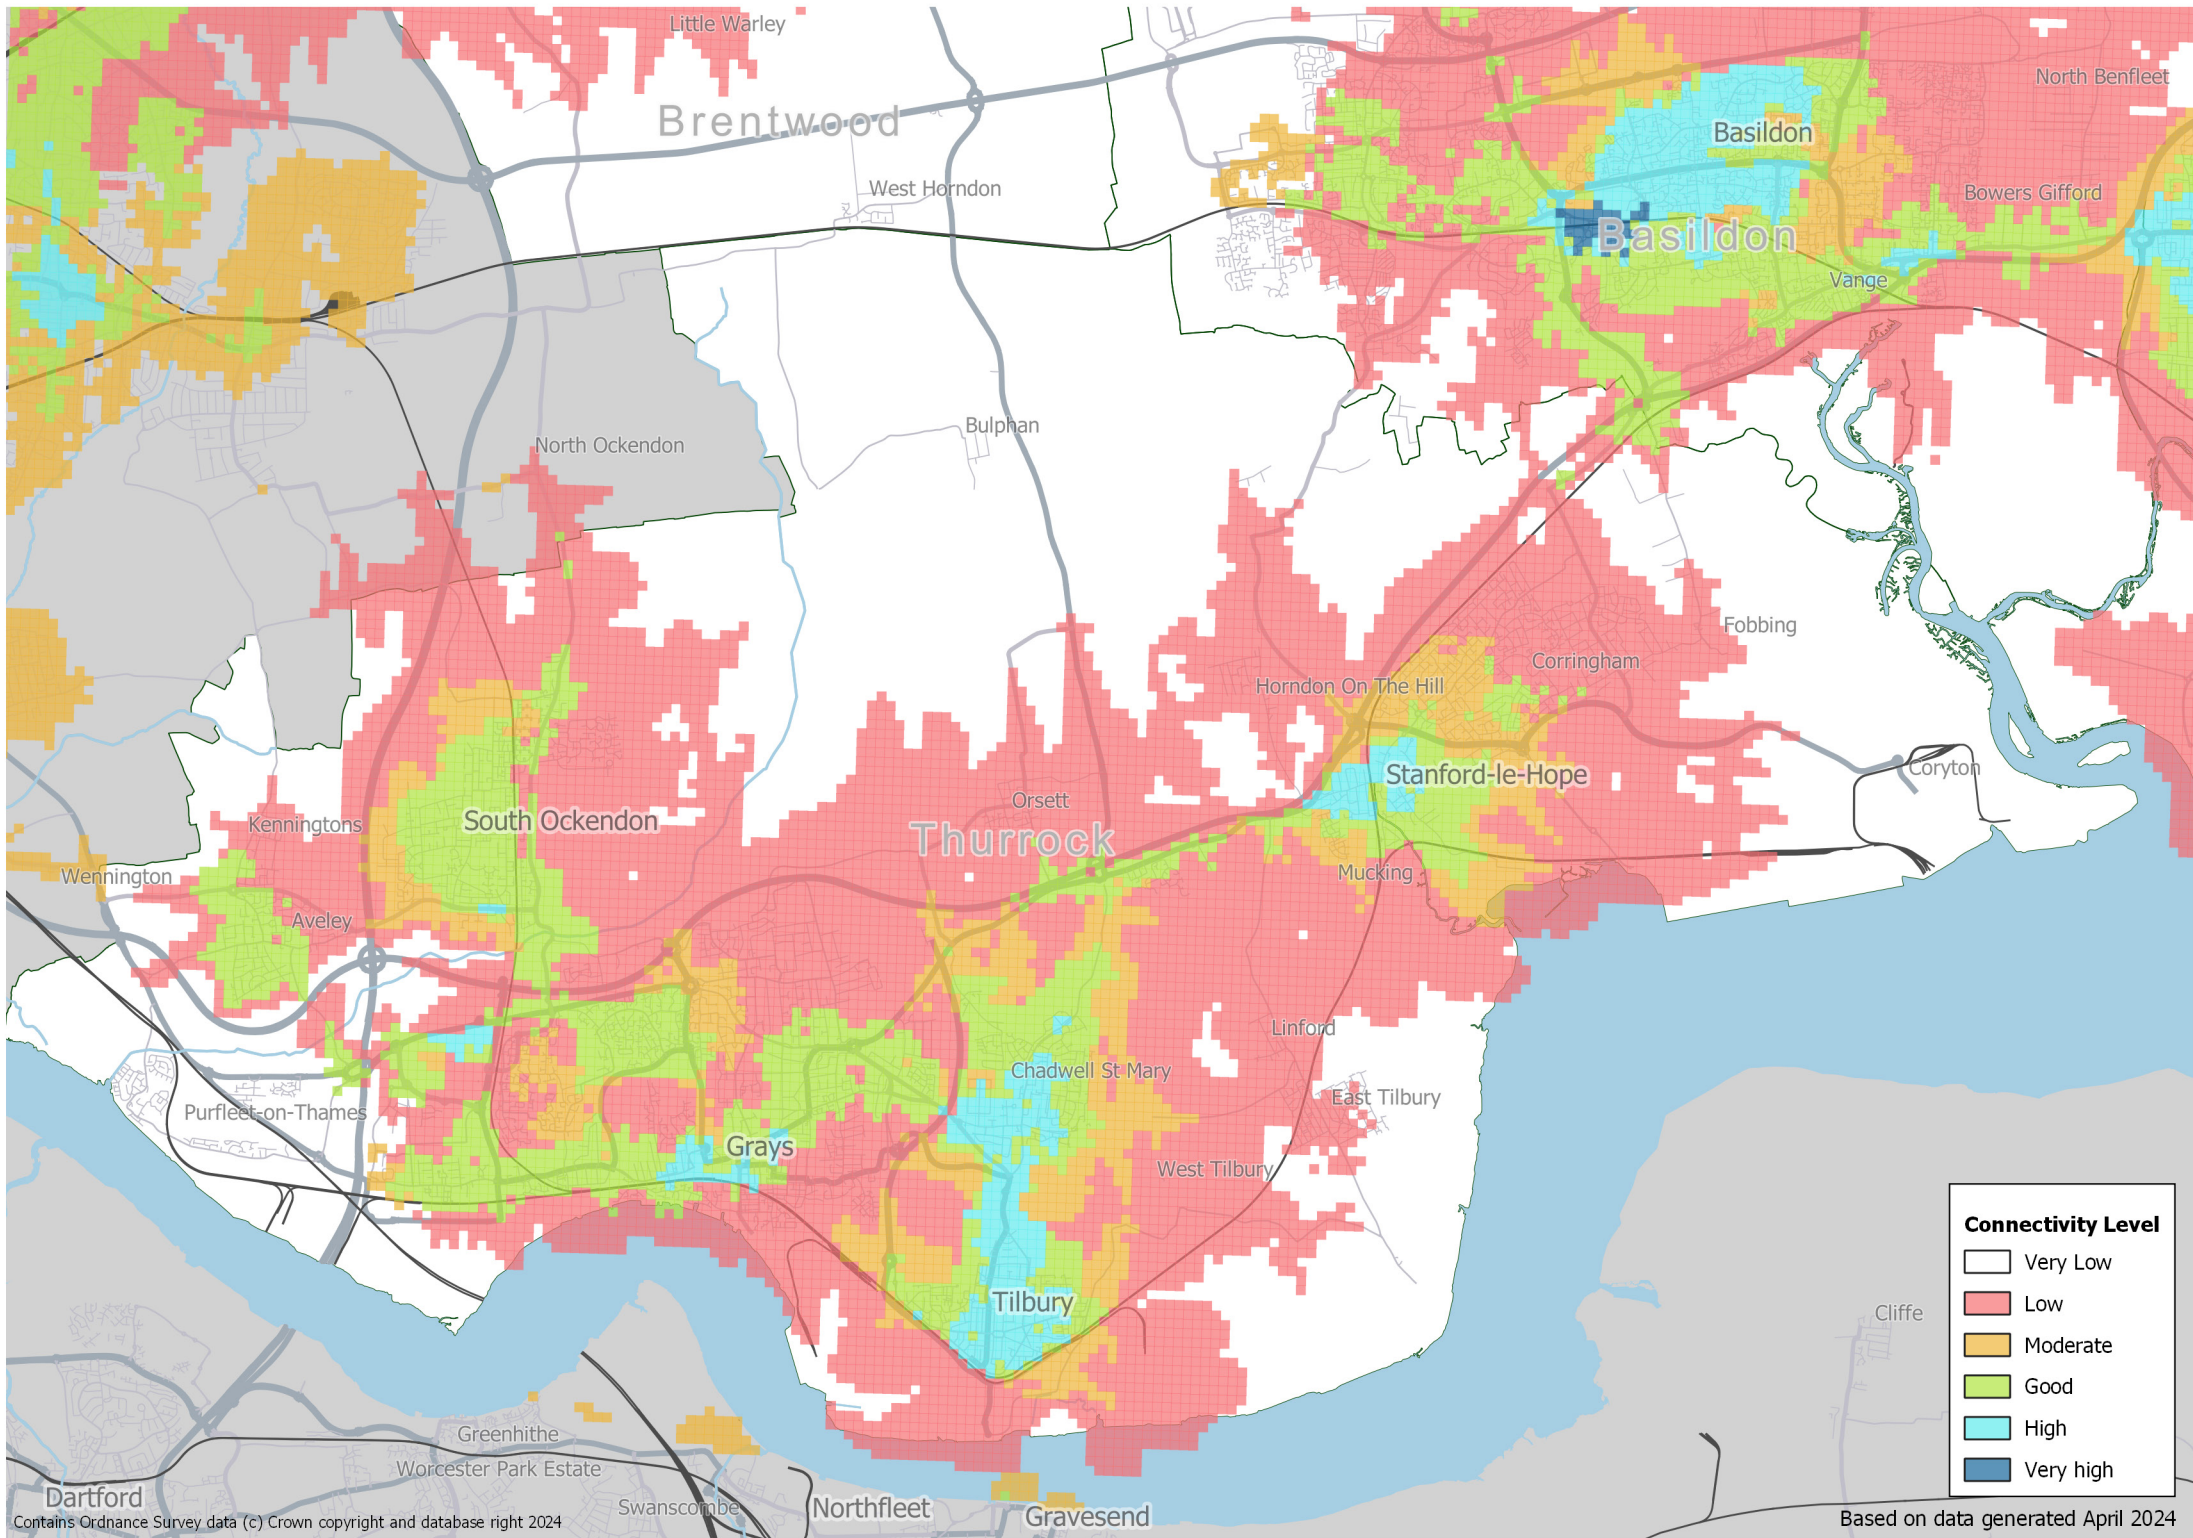 Little Warley
North Benfleet
Brentwood
Basildon
West Horndon
Bowers Gifford
Basildon
Vange
Bulphan
North Ockendon
Fobbing
Corringham
Horndon On The Hill
Coryton
Stanford-le-Hope
Orsett
South Ockendon
Kenningtons
Thurrock
Mucking
Wennington
Aveley
Linford
Chadwell St Mary
East Tilbury
Purfleet-on-Thames
Grays
West Tilbury
Tilbury
Cliffe
Greenhithe
Worcester Park Estate
Dartford
Swanscombe
Northfleet
Gravesend
Connectivity Level
Very Low
Low
Moderate
Good
High
Very high
Contains Ordnance Survey data (c) Crown copyright and database right 2024
Based on data generated April 2024